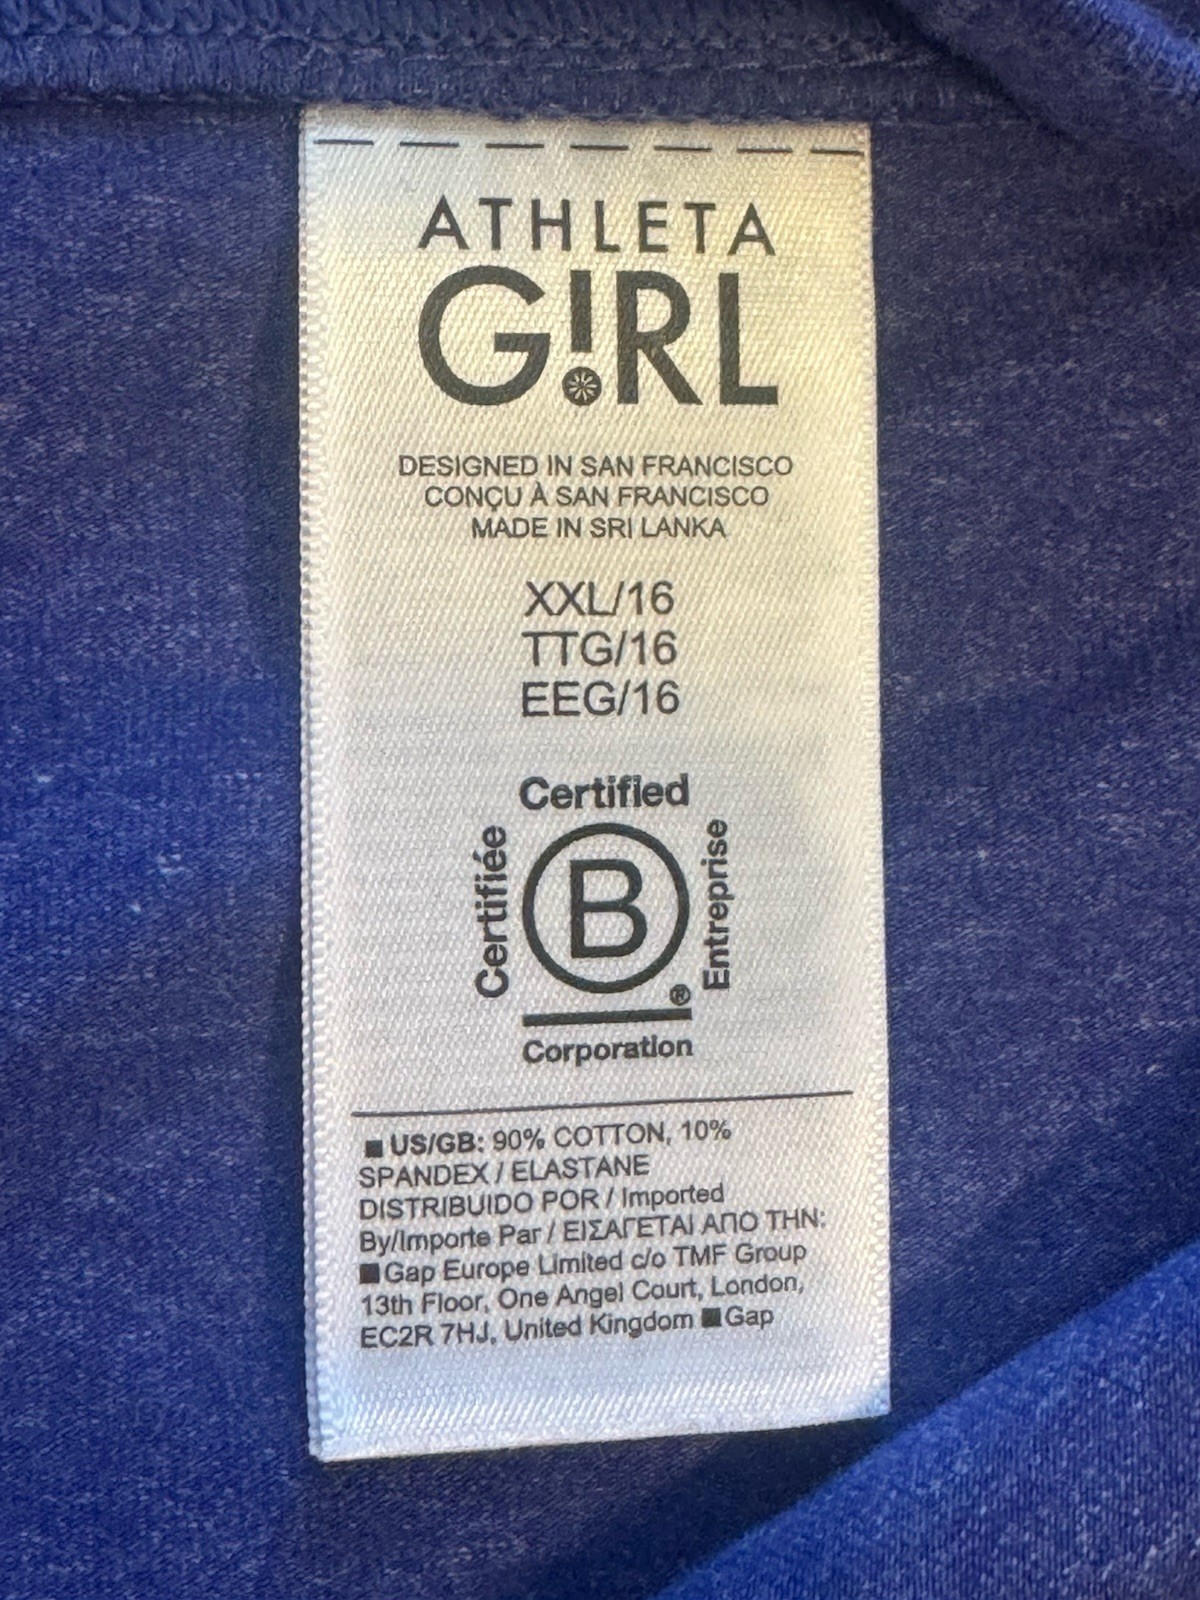 ATHLETA
G!RL
DESIGNED IN SAN FRANCISCO
CONÇU À SAN FRANCISCO
MADE IN SRI LANKA
XXL/16
TTG/16
EEG/16
Certified
Certifiée
B
Entreprise
®
Corporation
■ US/GB: 90% COTTON, 10%
SPANDEX / ELASTANE
DISTRIBUIDO POR / Imported
By/Importe Par / ΕΙΣΑΓΕΤΑΙ ΑΠΟ ΤΗΝ:
■ Gap Europe Limited c/o TMF Group
13th Floor, One Angel Court, London,
EC2R 7HJ, United Kingdom ■ Gap